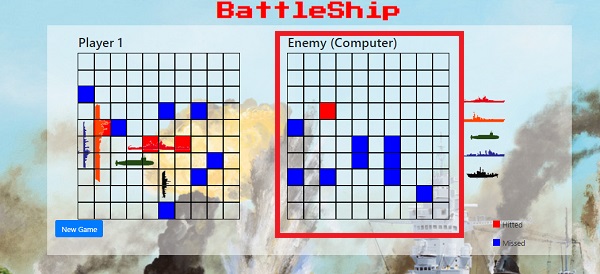 BattleShip
Player 1
Enemy (Computer)
New Game
Hitted
Missed